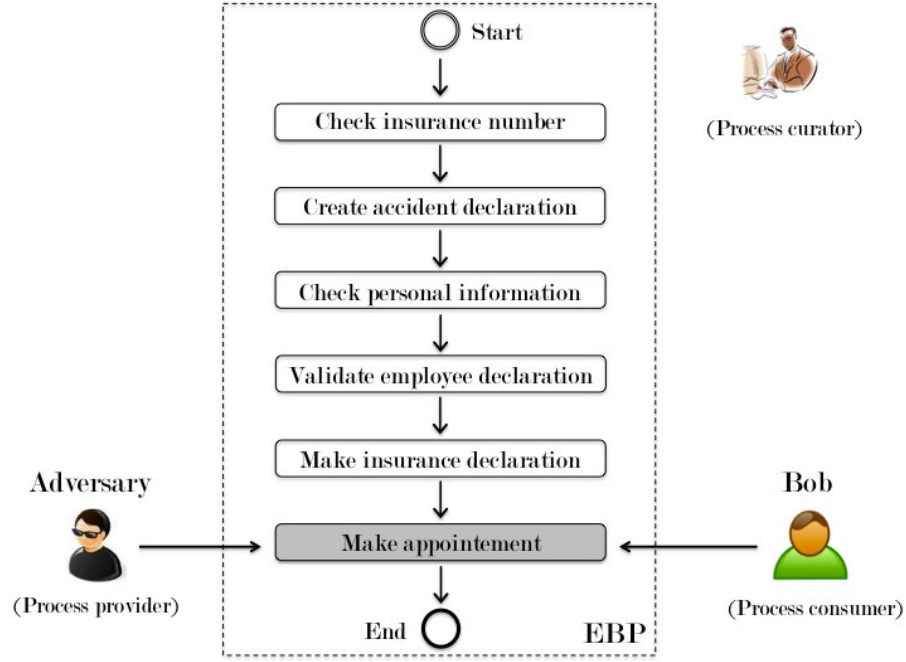 Start
Check insurance number
(Process curator)
Create accident declaration
Check personal information
Validate employee declaration
Make insurance declaration
Adversary
Bob
Make appointement
(Process provider)
(Process consumer)
End
EBP